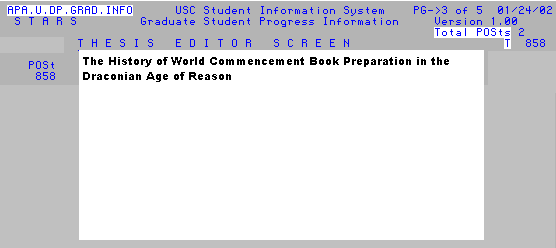 APA.U.DP.GRAD.INFO USC Student Information System PG->3 of 5 01/24/02
S T A R S Graduate Student Progress Information Version 1.00
Total POSts 2
T H E S I S E D I T O R S C R E E N T 858
POSt
858
The History of World Commencement Book Preparation in the
Draconian Age of Reason